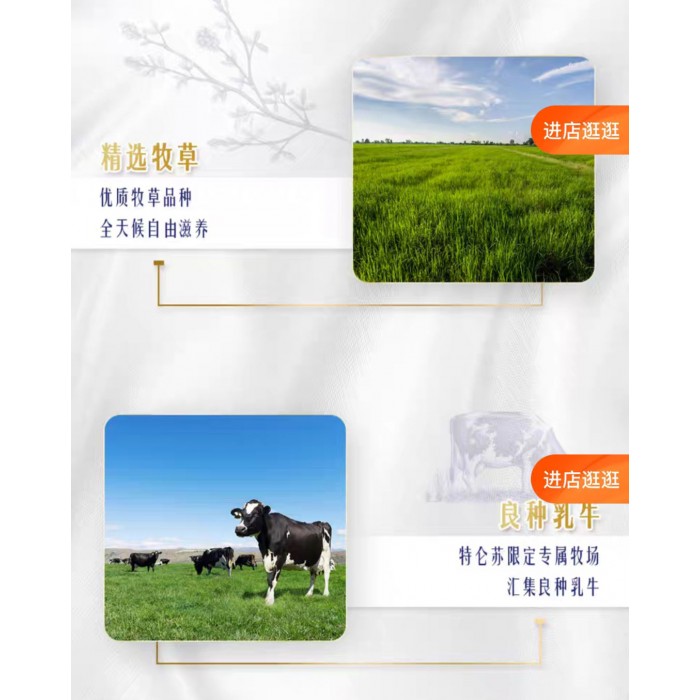 进店逛逛
精选牧草
优质牧草品种
全天候自由滋养
进店逛逛
良种乳牛
特仑苏限定专属牧场
汇集良种乳牛